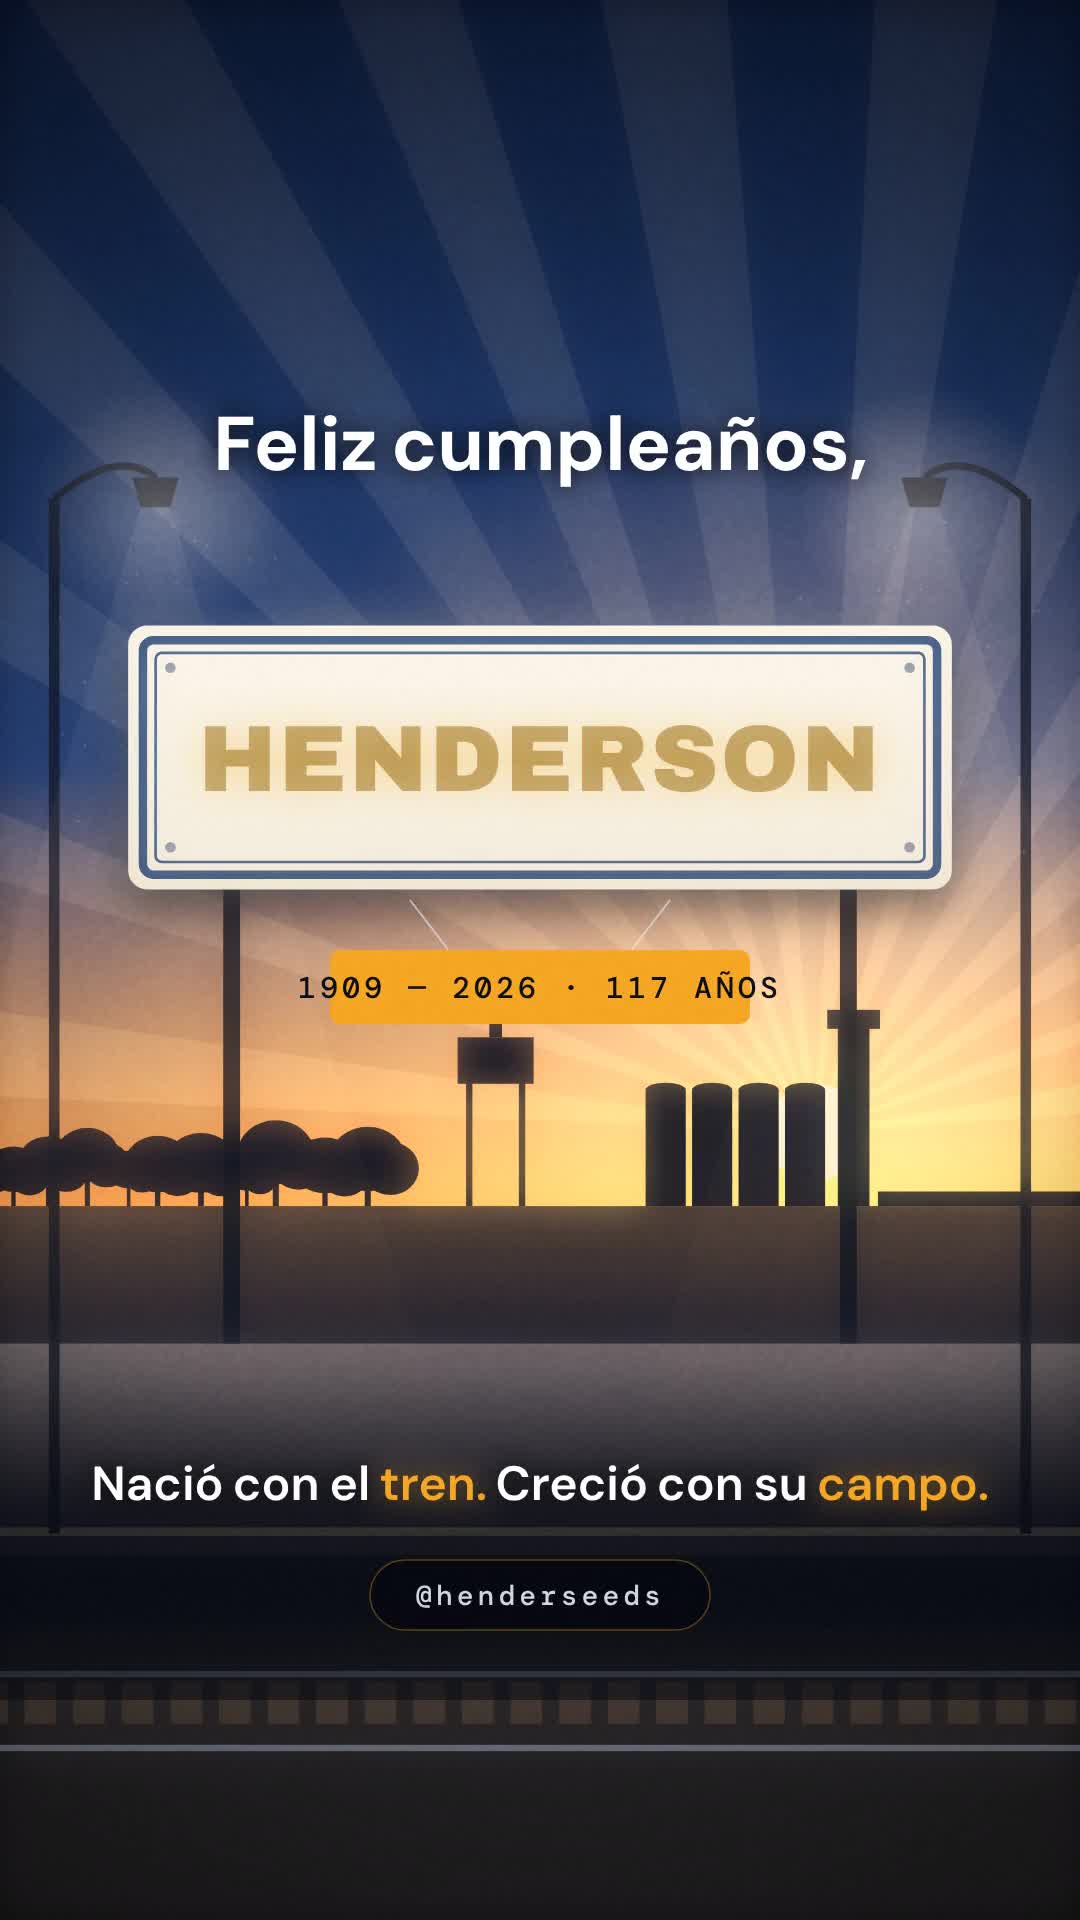 Feliz cumpleaños,
HENDERSON
1909 — 2026 · 117 AÑOS
Nació con el tren. Creció con su campo.
@henderseeds